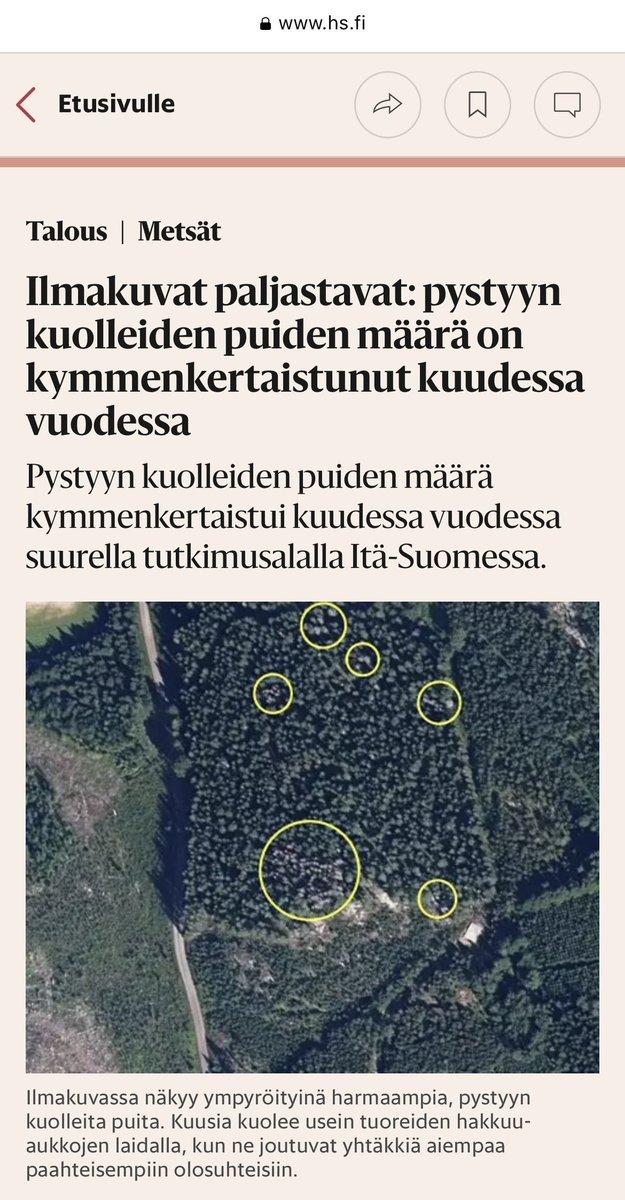 www.hs.fi
Etusivulle
Talous | Metsät
Ilmakuvat paljastavat: pystyyn
kuolleiden puiden määrä on
kymmenkertaistunut kuudessa
vuodessa
Pystyyn kuolleiden puiden määrä
kymmenkertaistui kuudessa vuodessa
suurella tutkimusalalla Itä-Suomessa.
Ilmakuvassa näkyy ympyröityinä harmaampia, pystyyn
kuolleita puita. Kuusia kuolee usein tuoreiden hakkuu-
aukkojen laidalla, kun ne joutuvat yhtäkkiä aiempaa
paahteisempiin olosuhteisiin.